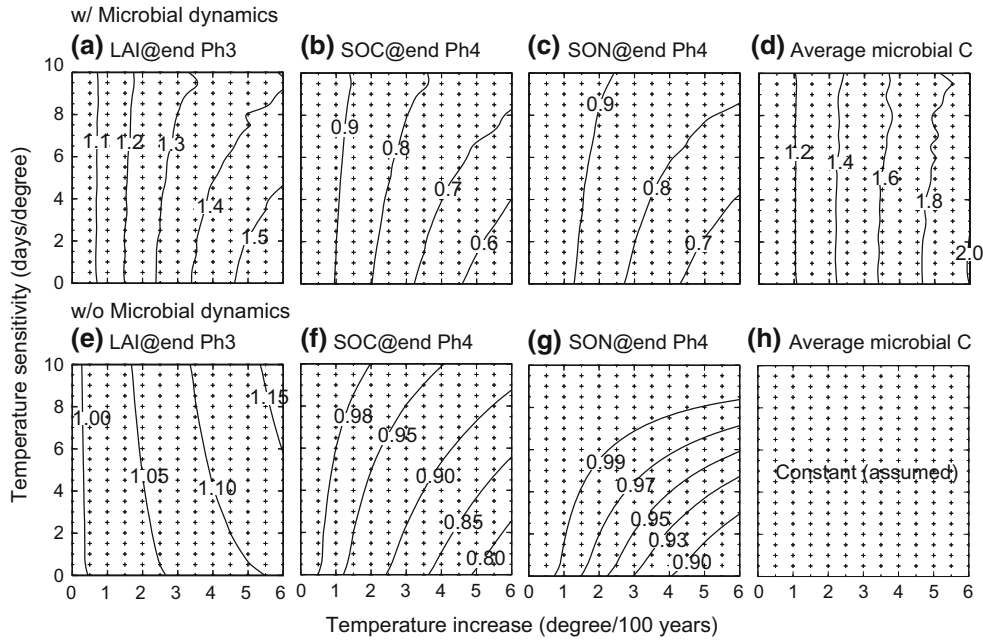 w/ Microbial dynamics
(a) LAI@end Ph3
(b) SOC@end Ph4
(c) SON@end Ph4
(d) Average microbial C
10
8
6
4
2
0
1.1
1.2
1.3
1.4
1.5
0.9
0.8
0.7
0.6
0.9
0.8
0.7
1.2
1.4
1.6
1.8
2.0
Temperature sensitivity (days/degree)
w/o Microbial dynamics
(e) LAI@end Ph3
(f) SOC@end Ph4
(g) SON@end Ph4
(h) Average microbial C
10
8
6
4
2
0
1.00
1.05
1.10
1.15
0.98
0.95
0.90
0.85
0.80
0.99
0.97
0.95
0.93
0.90
Constant (assumed)
0 1 2 3 4 5 6
0 1 2 3 4 5 6
0 1 2 3 4 5 6
0 1 2 3 4 5 6
Temperature increase (degree/100 years)